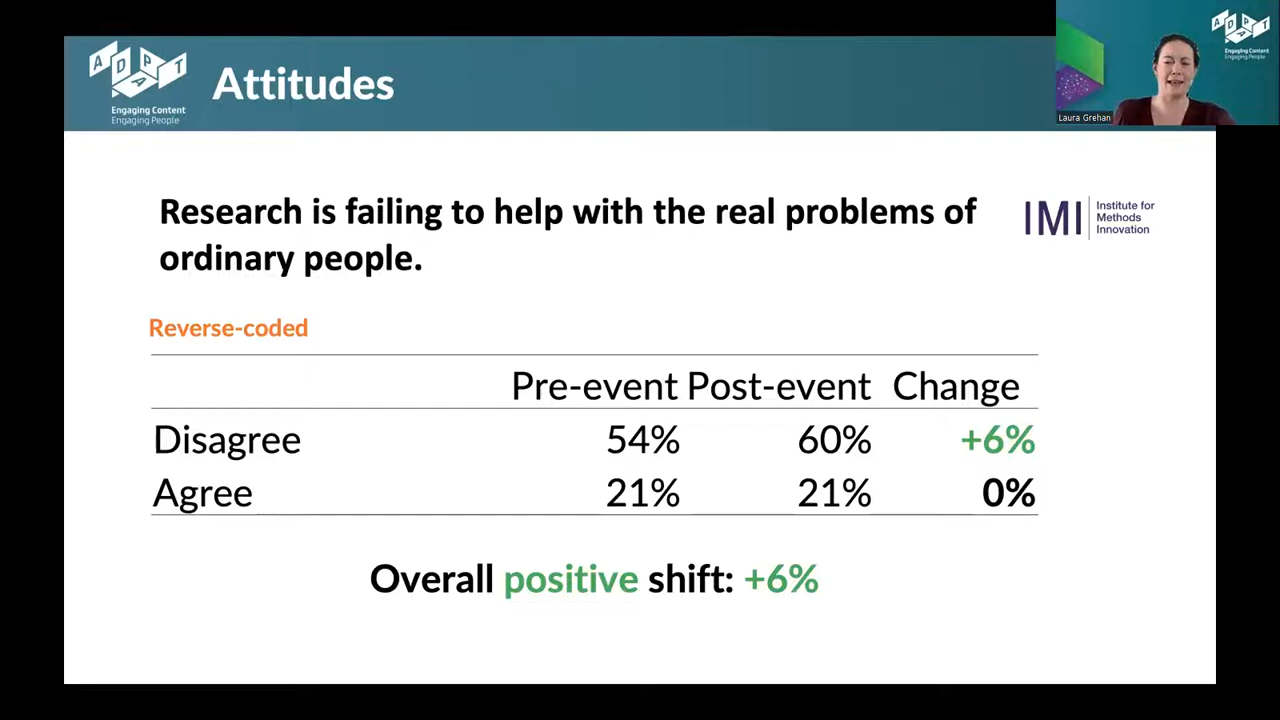 ADAPT
Engaging Content
Engaging People
Attitudes
ADAPT
Engaging Content
Engaging People
Laura Grehan
Research is failing to help with the real problems of
ordinary people.
IMI
Institute for
Methods
Innovation
Reverse-coded
Pre-event Post-event Change
Disagree 54% 60% +6%
Agree 21% 21% 0%
Overall positive shift: +6%